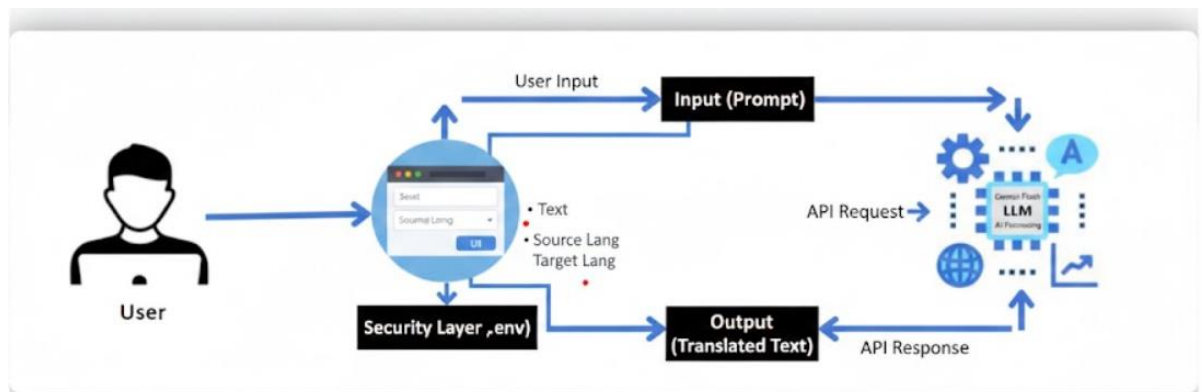 User
User Input
Input (Prompt)
UI
• Text
• Source Lang
Target Lang
Security Layer ,env)
Output
(Translated Text)
API Request
API Response
A
LLM
AI Processing